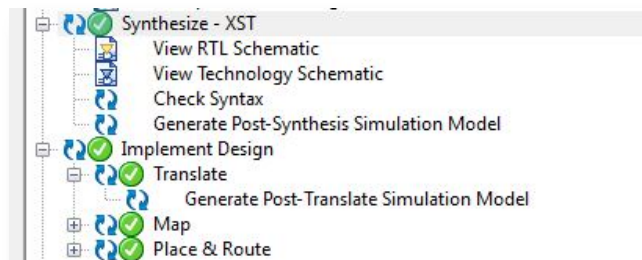 Synthesize - XST
View RTL Schematic
View Technology Schematic
Check Syntax
Generate Post-Synthesis Simulation Model
Implement Design
Translate
Generate Post-Translate Simulation Model
Map
Place & Route